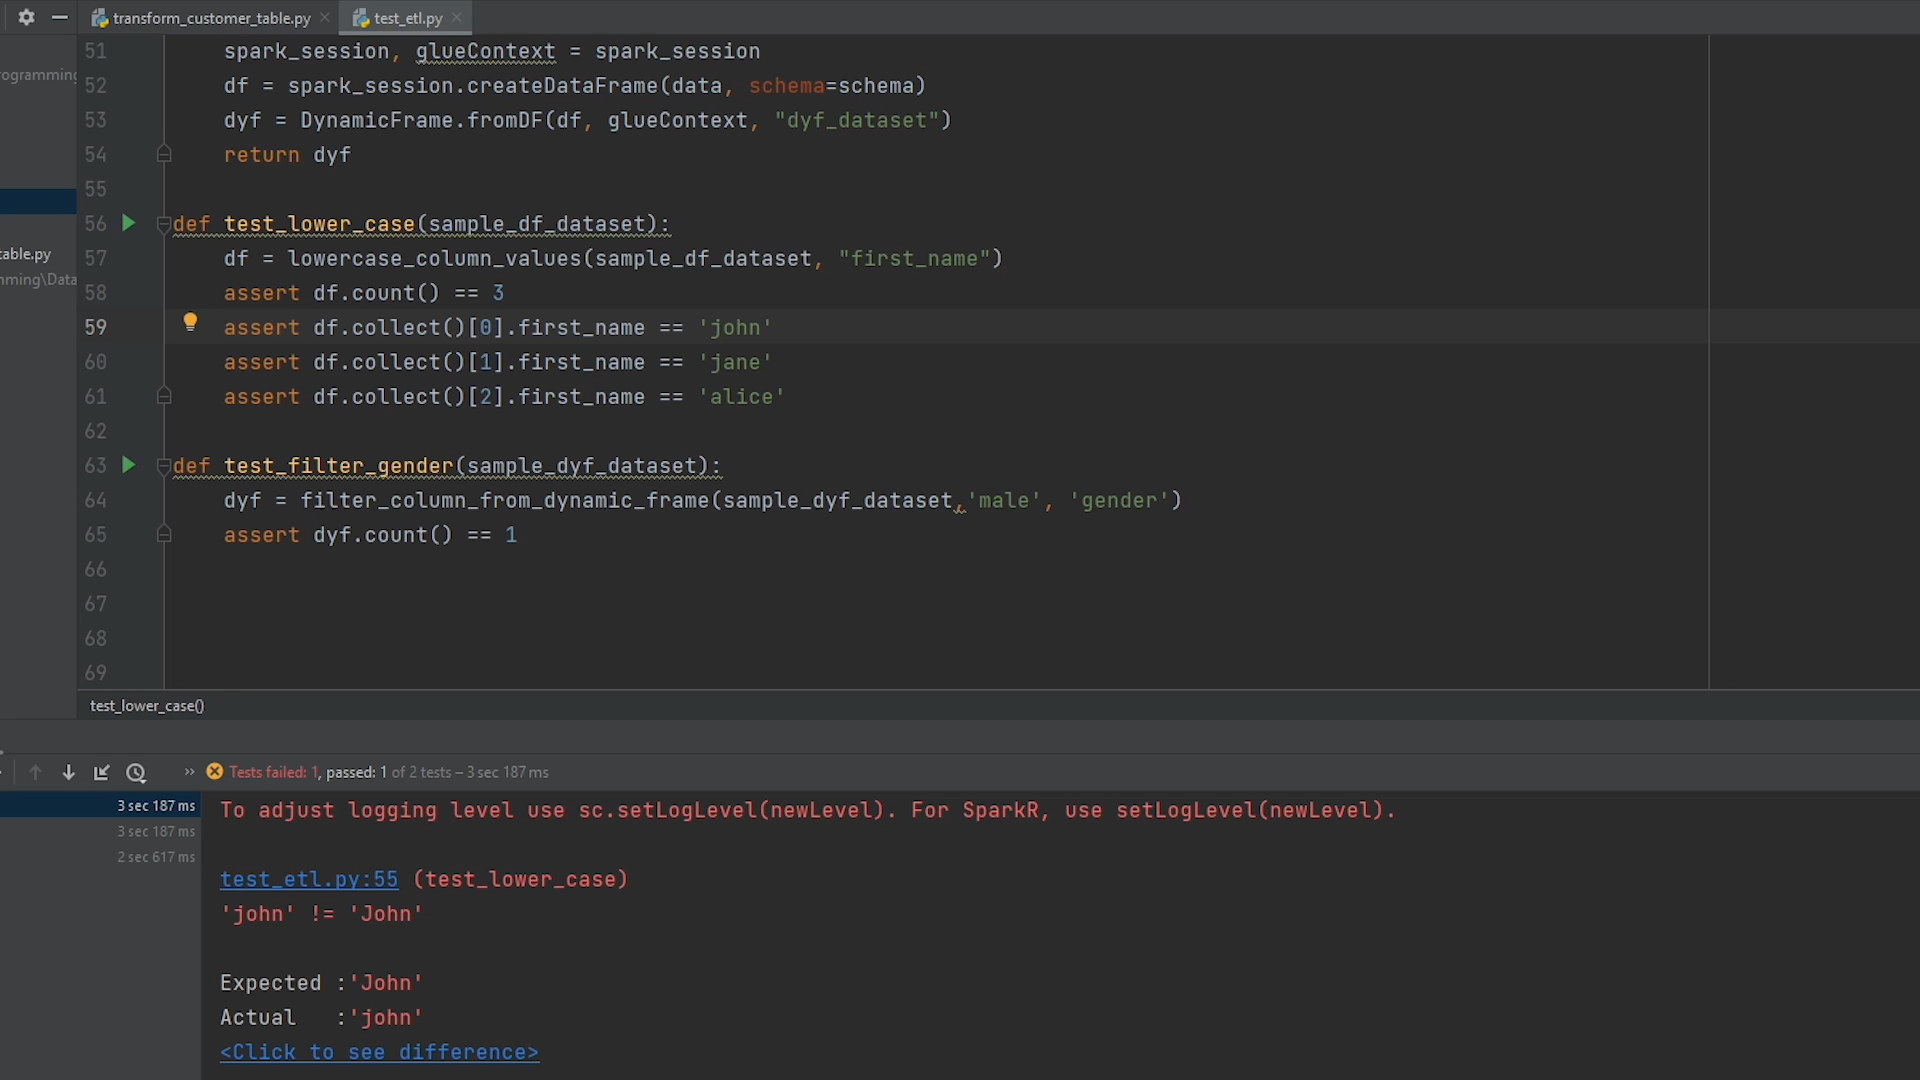 transform_customer_table.py
test_etl.py
ogramming
table.py
mming\Data
51 spark_session, glueContext = spark_session
52 df = spark_session.createDataFrame(data, schema=schema)
53 dyf = DynamicFrame.fromDF(df, glueContext, "dyf_dataset")
54 return dyf
55
56 def test_lower_case(sample_df_dataset):
57 df = lowercase_column_values(sample_df_dataset, "first_name")
58 assert df.count() == 3
59 assert df.collect()[0].first_name == 'john'
60 assert df.collect()[1].first_name == 'jane'
61 assert df.collect()[2].first_name == 'alice'
62
63 def test_filter_gender(sample_dyf_dataset):
64 dyf = filter_column_from_dynamic_frame(sample_dyf_dataset,'male', 'gender')
65 assert dyf.count() == 1
66
67
68
69
test_lower_case()
» Tests failed: 1, passed: 1 of 2 tests – 3 sec 187 ms
3 sec 187 ms
3 sec 187 ms
2 sec 617 ms
To adjust logging level use sc.setLogLevel(newLevel). For SparkR, use setLogLevel(newLevel).
test_etl.py:55 (test_lower_case)
'john' != 'John'
Expected :'John'
Actual :'john'
<Click to see difference>